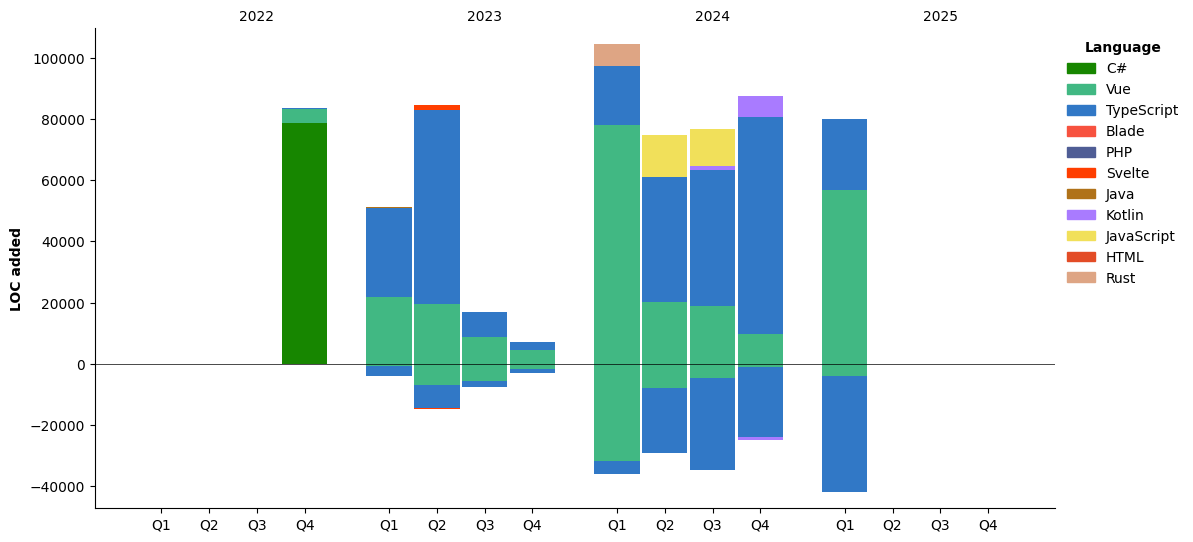 2022 2023 2024 2025
Language
C#
Vue
TypeScript
Blade
PHP
Svelte
Java
Kotlin
JavaScript
HTML
Rust
LOC added
100000
80000
60000
40000
20000
0
−20000
−40000
Q1 Q2 Q3 Q4 Q1 Q2 Q3 Q4 Q1 Q2 Q3 Q4 Q1 Q2 Q3 Q4